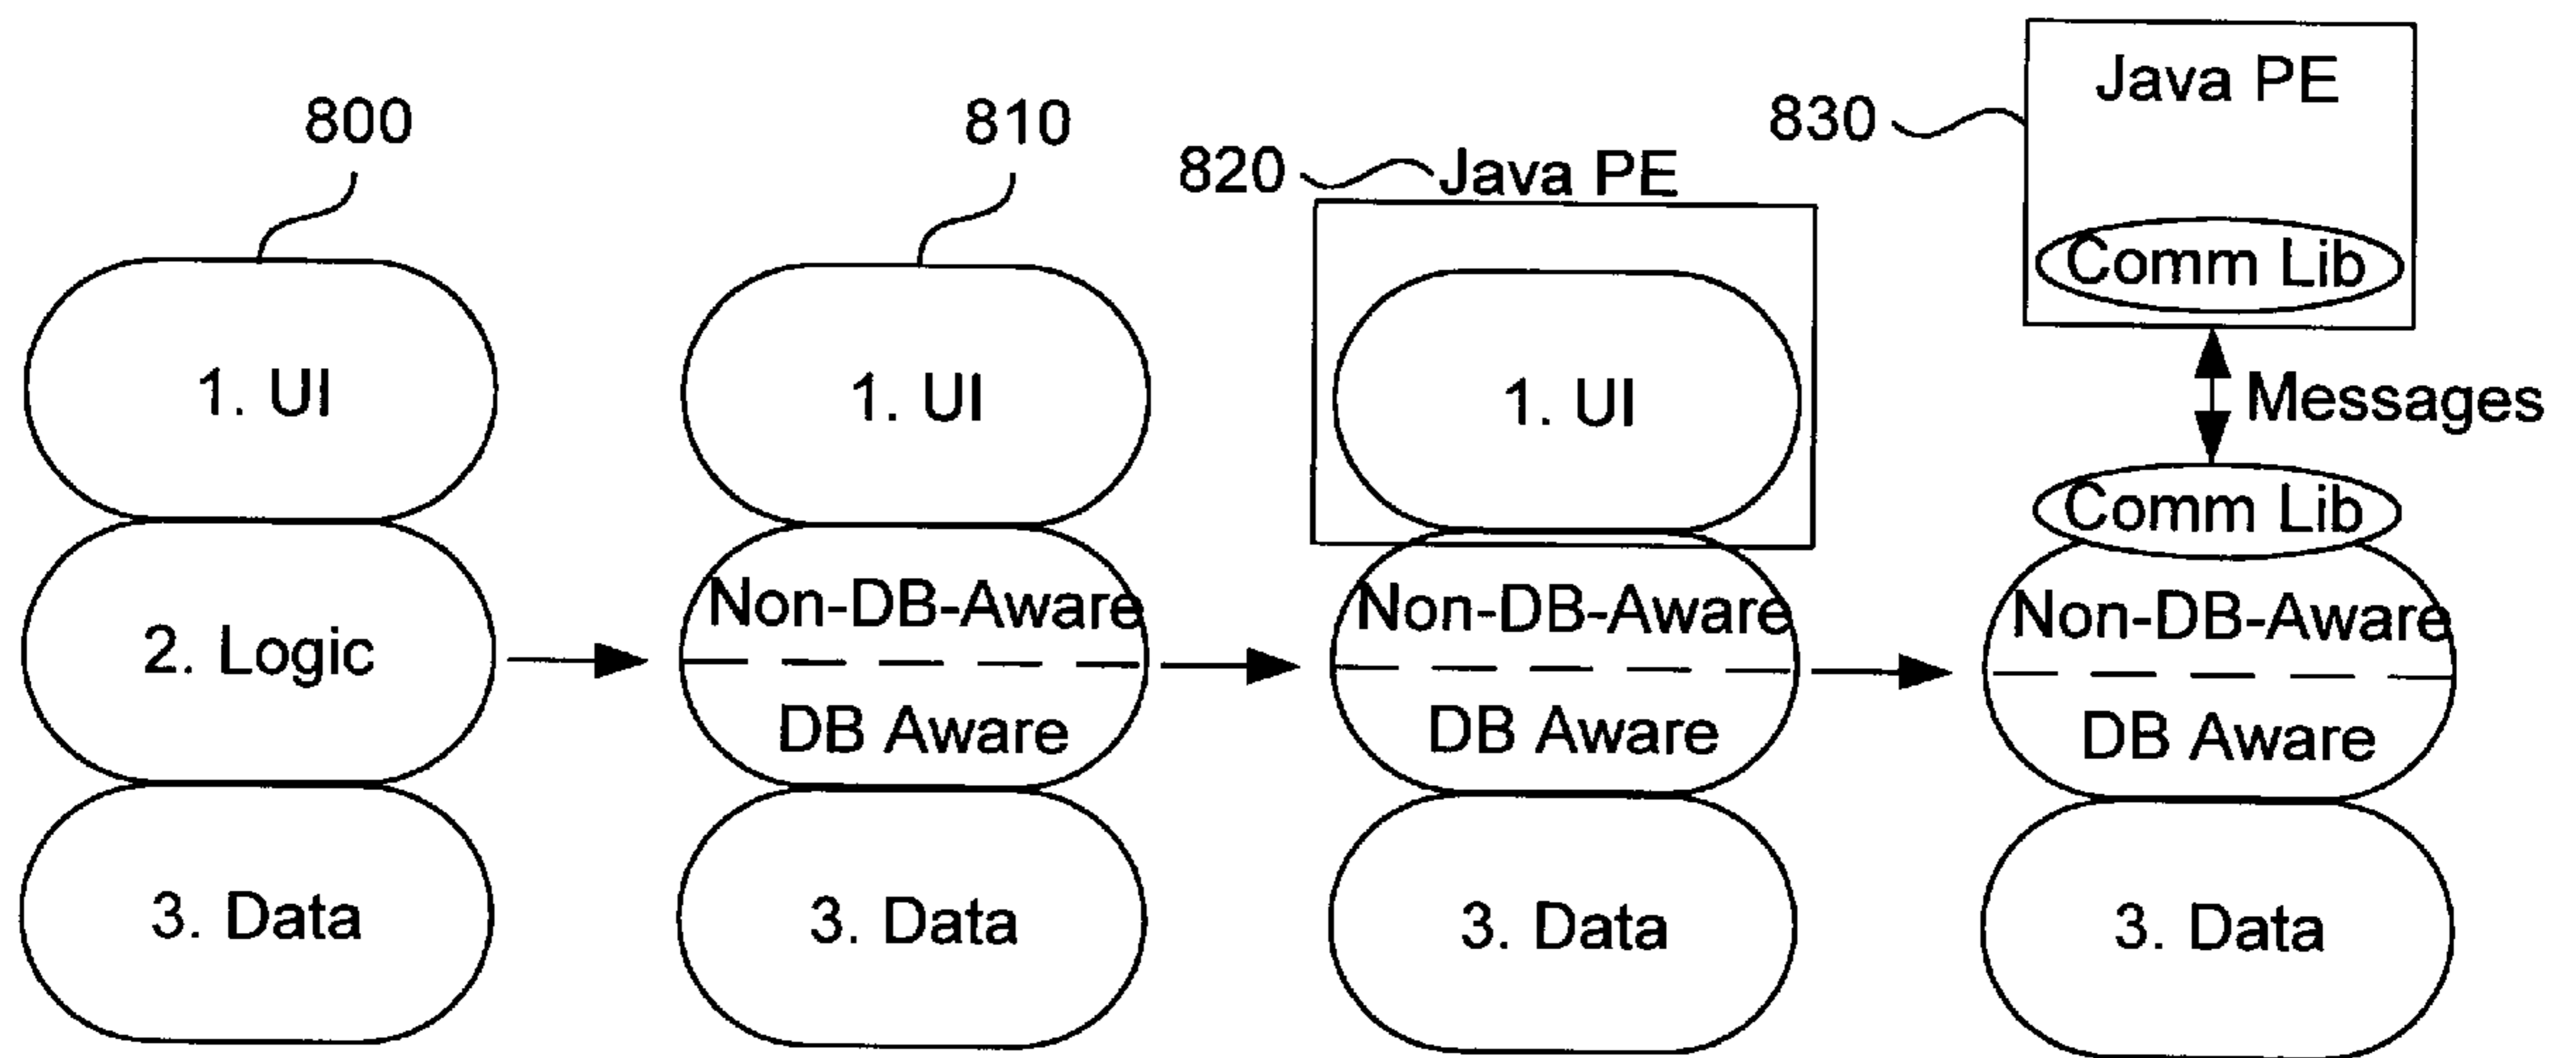 800
1. UI
2. Logic
3. Data
810
1. UI
Non-DB-Aware
DB Aware
3. Data
820
Java PE
1. UI
Non-DB-Aware
DB Aware
3. Data
830
Java PE
Comm Lib
Messages
Comm Lib
Non-DB-Aware
DB Aware
3. Data